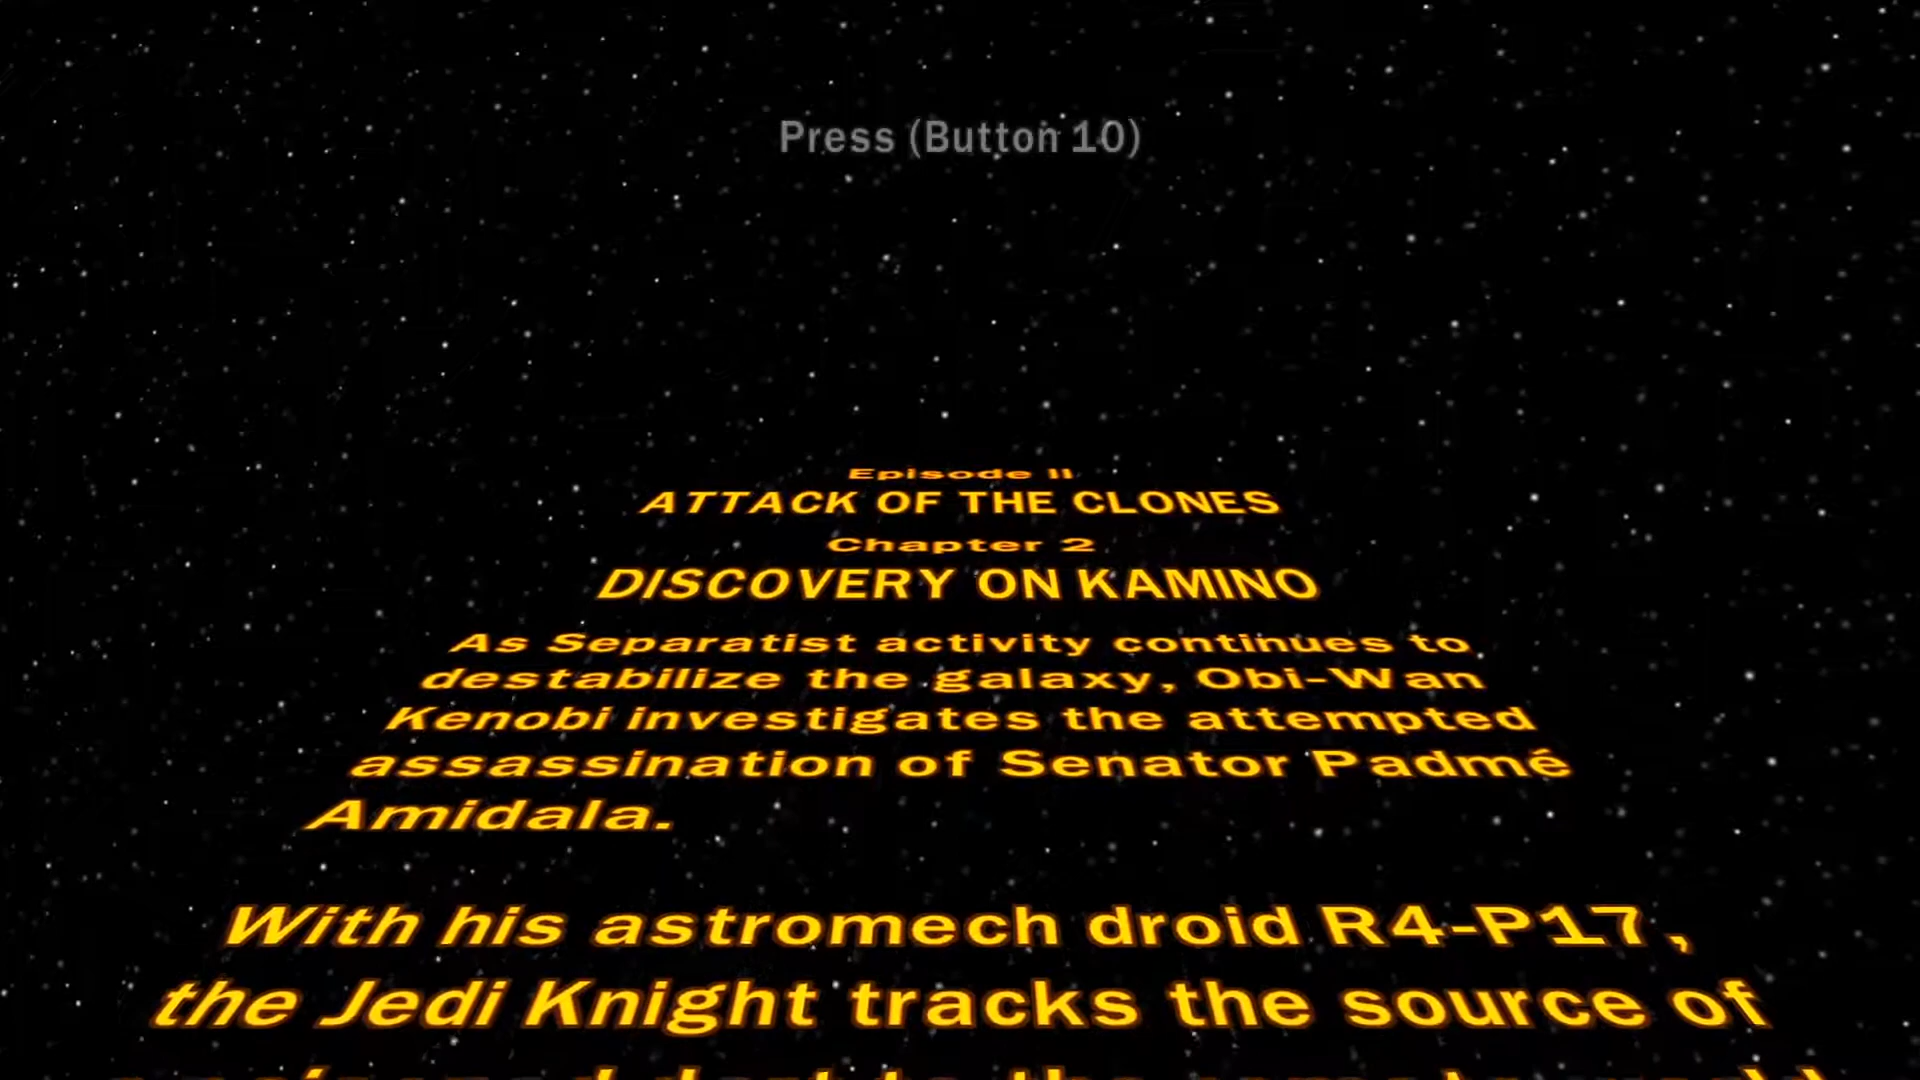 Press (Button 10)
Episode II
ATTACK OF THE CLONES
Chapter 2
DISCOVERY ON KAMINO
As Separatist activity continues to
destabilize the galaxy, Obi-Wan
Kenobi investigates the attempted
assassination of Senator Padmé
Amidala.
With his astromech droid R4-P17,
the Jedi Knight tracks the source of